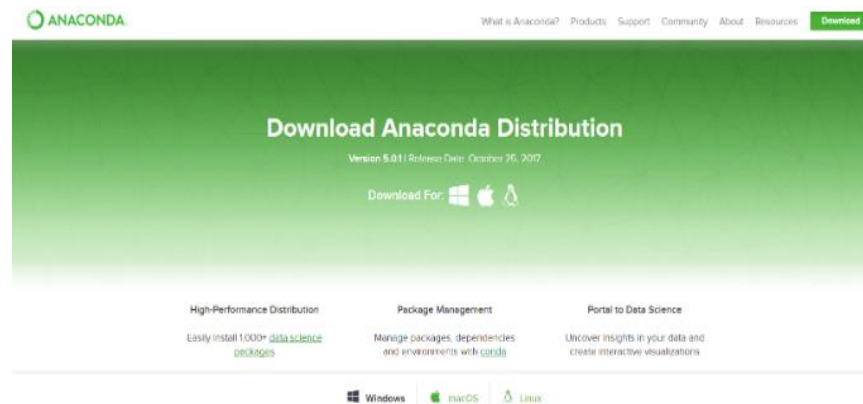 ANACONDA
What is Anaconda? Products Support Community About Resources Download
Download Anaconda Distribution
Version 5.0.1 | Release Date: October 25, 2017
Download For:
High-Performance Distribution Package Management Portal to Data Science
Easily install 1,000+ data science Manage packages, dependencies Uncover insights in your data and
packages and environments with conda create interactive visualizations
Windows macOS Linux